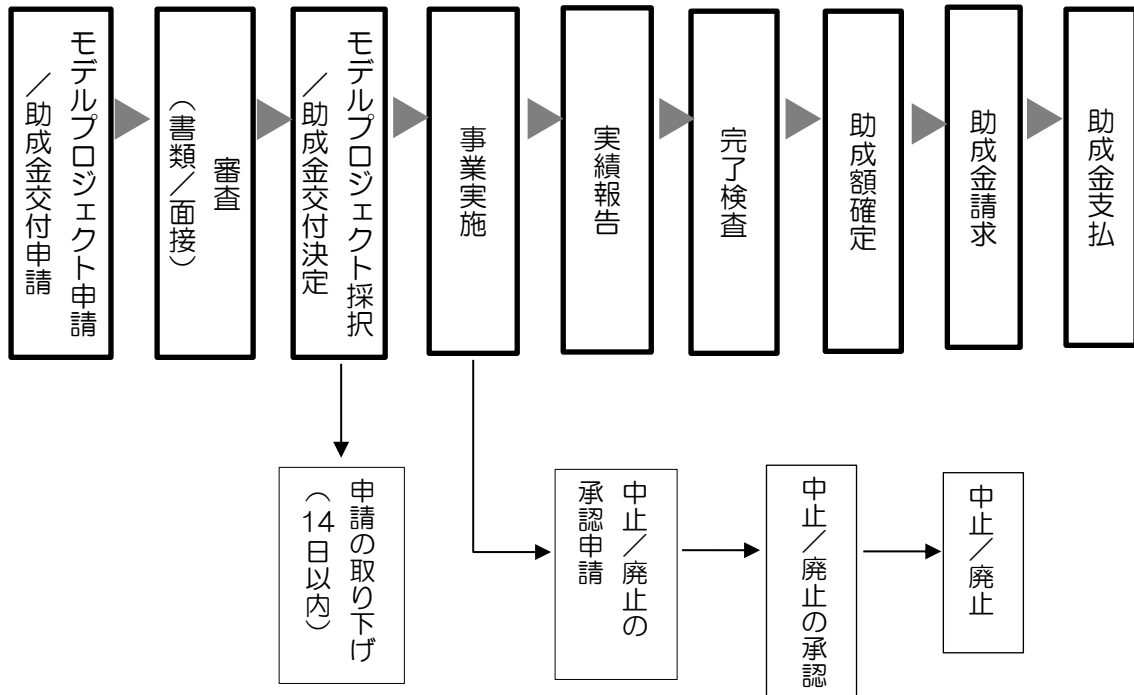 モデルプロジェクト申請
／助成金交付申請
審査
（書類／面接）
モデルプロジェクト採択
／助成金交付決定
事業実施
実績報告
完了検査
助成額確定
助成金請求
助成金支払
申請の取り下げ
（14日以内）
中止／廃止の
承認申請
中止／廃止の承認
中止／廃止